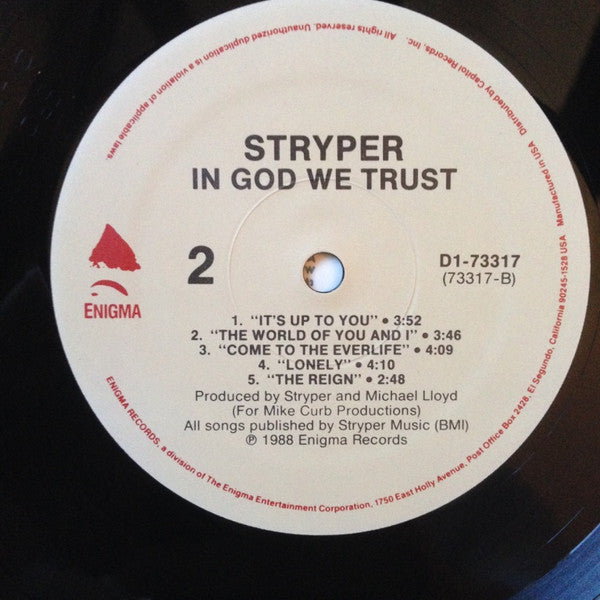 STRYPER
IN GOD WE TRUST
2
D1-73317
(73317-B)
ENIGMA
1. "IT'S UP TO YOU" • 3:52
2. "THE WORLD OF YOU AND I" • 3:46
3. "COME TO THE EVERLIFE" • 4:09
4. "LONELY" • 4:10
5. "THE REIGN" • 2:48
Produced by Stryper and Michael Lloyd
(For Mike Curb Productions)
All songs published by Stryper Music (BMI)
℗ 1988 Enigma Records
ENIGMA RECORDS, a division of The Enigma Entertainment Corporation, 1750 East Holly Avenue, Post Office Box 2428, El Segundo, California 90245-1528 USA Manufactured in USA Distributed by Capitol Records, Inc. All rights reserved. Unauthorized duplication is a violation of applicable laws.